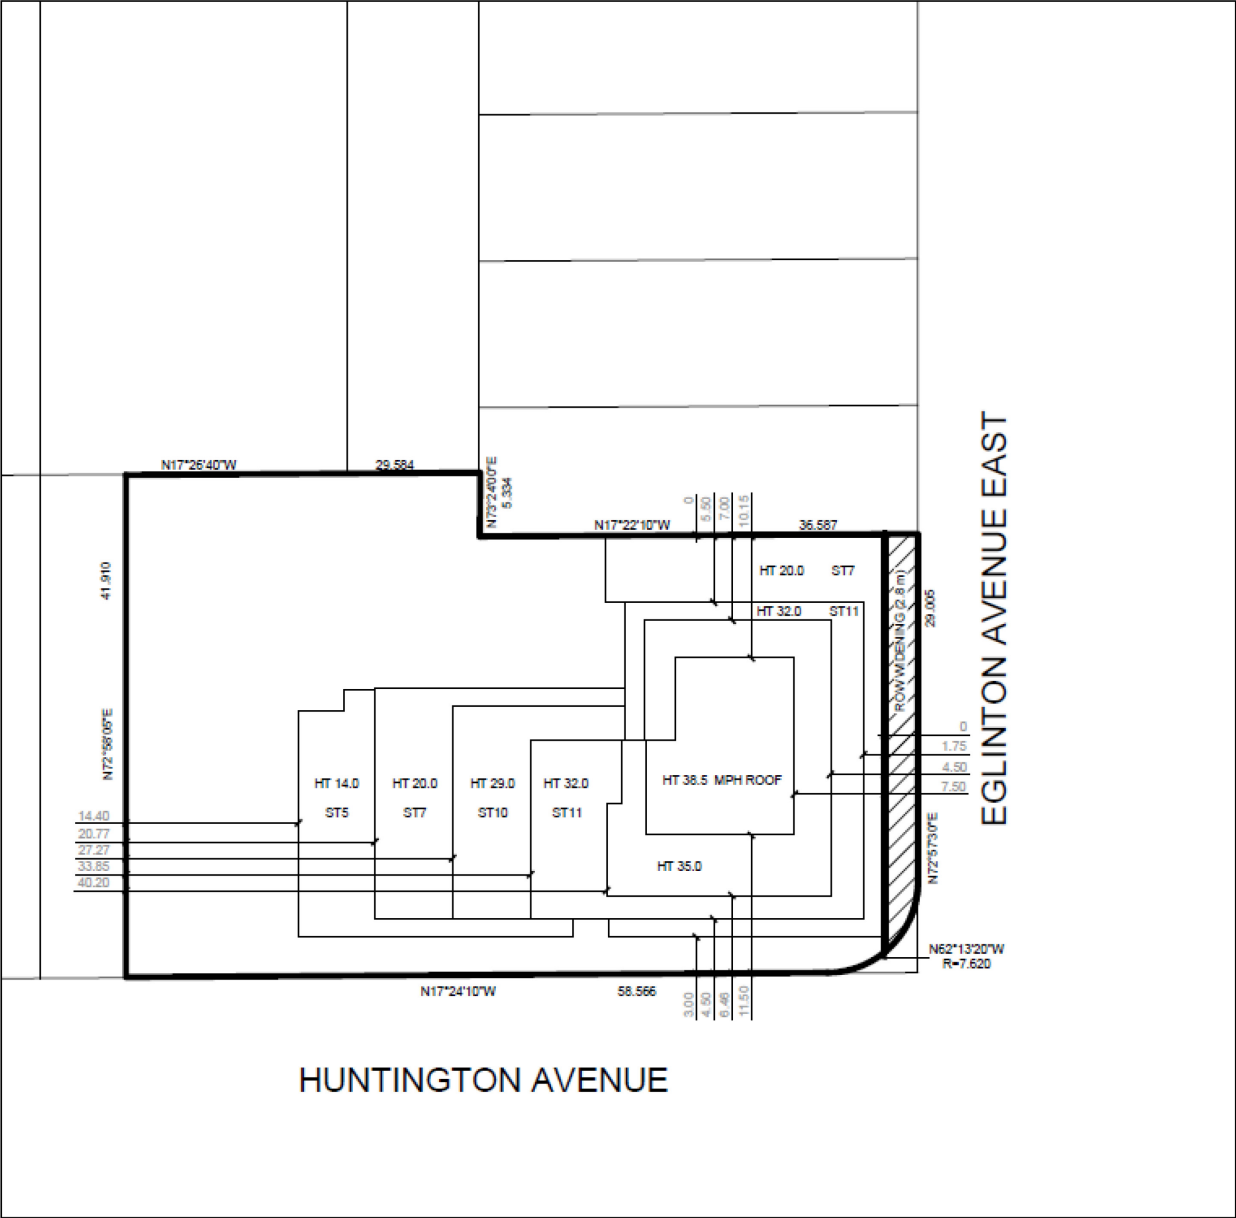 N17°26'40"W
29.584
N73°24'00"E
5.334
41.910
N72°58'05"E
N17°22'10"W
36.587
0
5.50
7.00
10.15
HT 20.0 ST7
HT 32.0 ST11
ROW WIDENING (2.8 m)
29.005
EGLINTON AVENUE EAST
0
1.75
4.50
7.50
HT 14.0
ST5
HT 20.0
ST7
HT 29.0
ST10
HT 32.0
ST11
HT 38.5 MPH ROOF
HT 35.0
14.40
20.77
27.27
33.85
40.20
N72°57'30"E
N62°13'20"W
R=7.620
N17°24'10"W
58.566
3.00
4.50
6.46
11.50
HUNTINGTON AVENUE